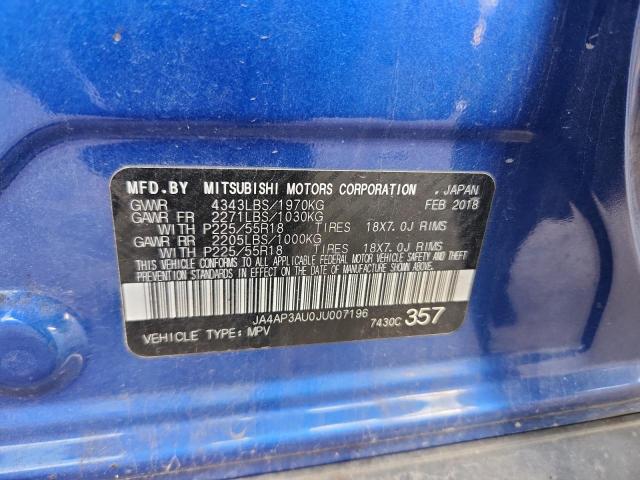 MFD.BY MITSUBISHI MOTORS CORPORATION .JAPAN
GVWR 4343LBS/1970KG FEB 2018
GAWR FR 2271LBS/1030KG
WITH P225/55R18 TIRES 18X7.0J RIMS
GAWR RR 2205LBS/1000KG
WITH P225/55R18 TIRES 18X7.0J RIMS
THIS VEHICLE CONFORMS TO ALL APPLICABLE FEDERAL MOTOR VEHICLE SAFETY AND THEFT
PREVENTION STANDARDS IN EFFECT ON THE DATE OF MANUFACTURE SHOWN ABOVE.
JA4AP3AU0JU007196 7430C 357
VEHICLE TYPE: MPV